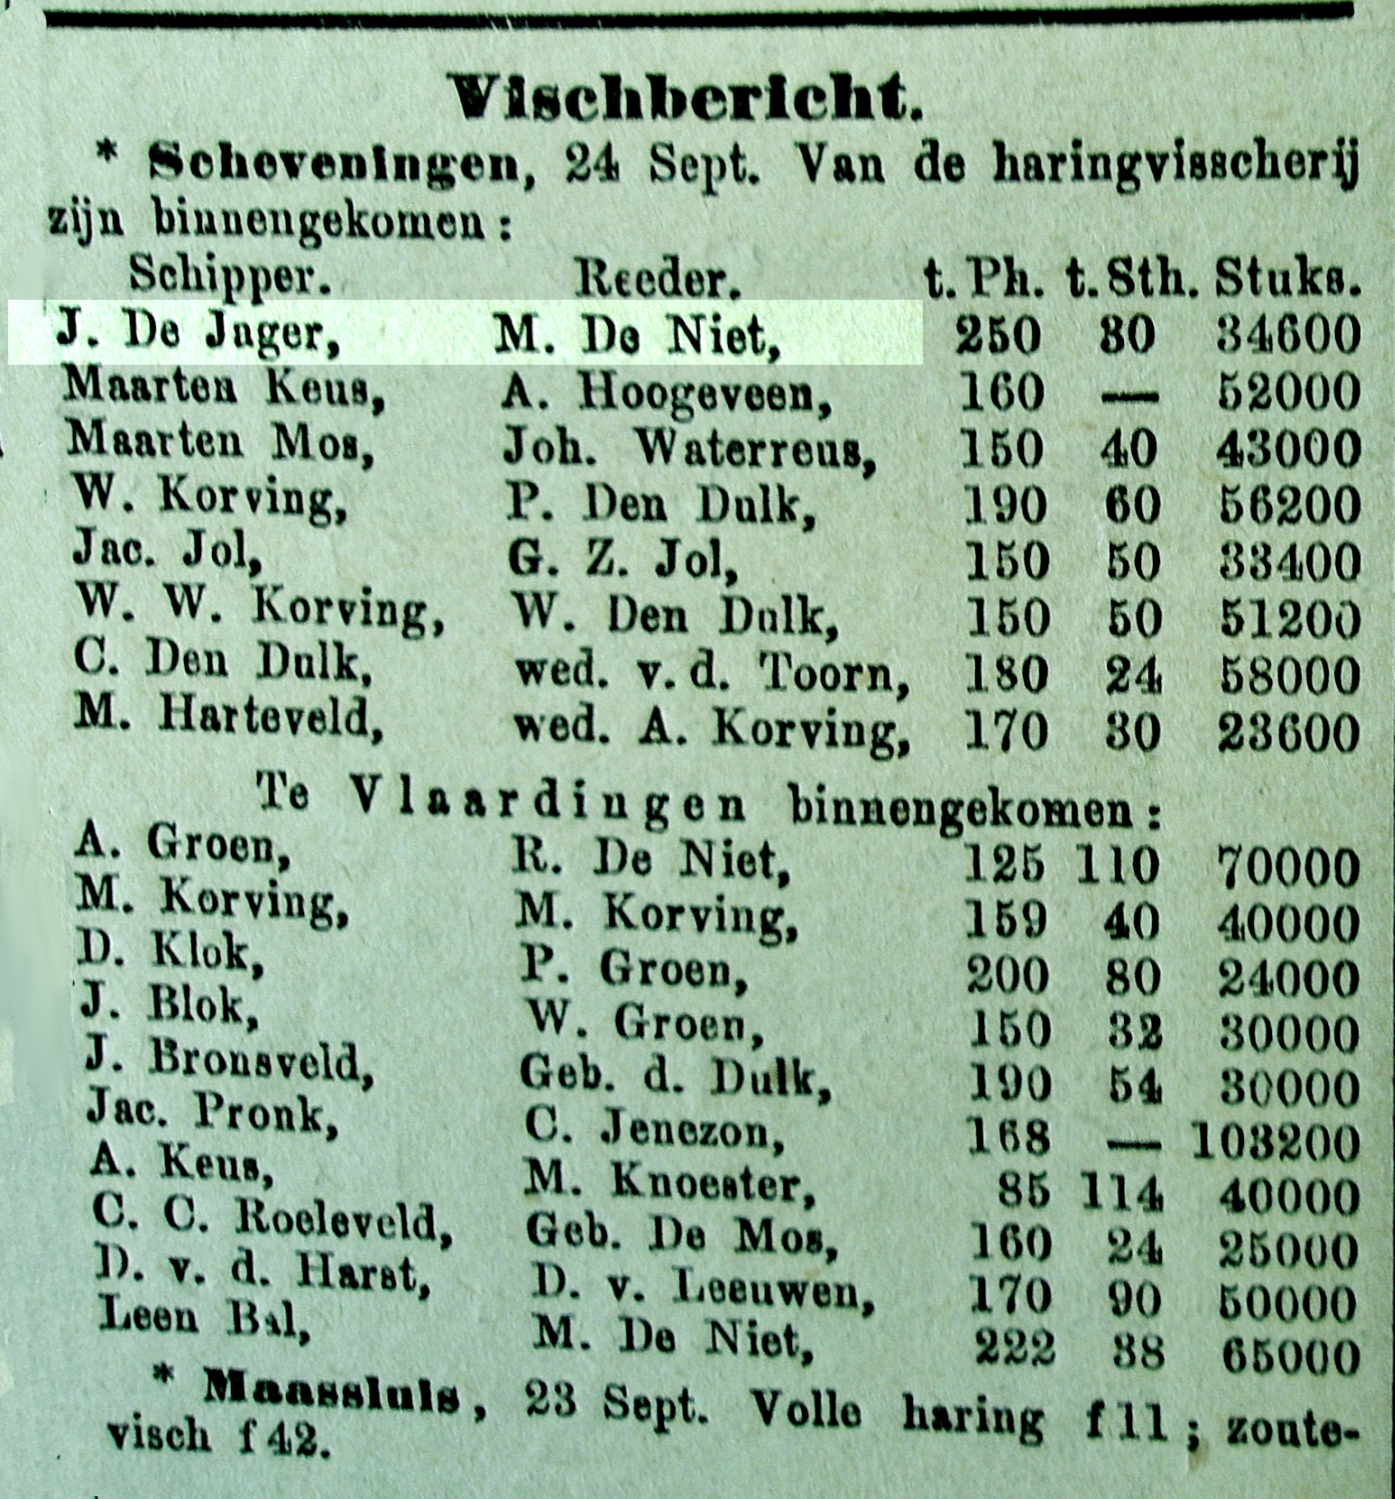 Vischbericht.
* Scheveningen, 24 Sept. Van de haringvisscherij
zijn binnengekomen:
Schipper. Reeder. t. Ph. t. Sth. Stuks.
J. De Jager, M. De Niet, 250 80 34600
Maarten Keus, A. Hoogeveen, 160 — 52000
Maarten Mos, Joh. Waterreus, 150 40 43000
W. Korving, P. Den Dulk, 190 60 56200
Jac. Jol, G. Z. Jol, 150 50 33400
W. W. Korving, W. Den Dulk, 150 50 51200
C. Den Dulk, wed. v. d. Toorn, 180 24 58000
M. Harteveld, wed. A. Korving, 170 30 23600
Te Vlaardingen binnengekomen:
A. Groen, R. De Niet, 125 110 70000
M. Korving, M. Korving, 159 40 40000
D. Klok, P. Groen, 200 80 24000
J. Blok, W. Groen, 150 32 30000
J. Bronsveld, Geb. d. Dulk, 190 54 30000
Jac. Pronk, C. Jenezon, 168 — 103200
A. Keus, M. Knoester, 85 114 40000
C. C. Roeleveld, Geb. De Mos, 160 24 25000
D. v. d. Harst, D. v. Leeuwen, 170 90 50000
Leen Bal, M. De Niet, 222 38 65000
* Maassluis, 23 Sept. Volle haring f 11; zoute-
visch f 42.